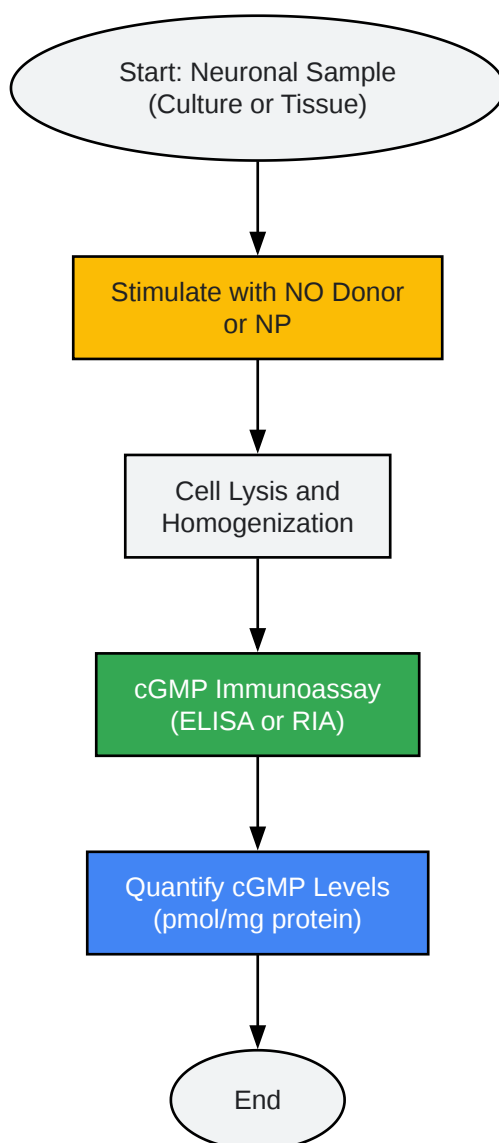 Start: Neuronal Sample
(Culture or Tissue)
Stimulate with NO Donor
or NP
Cell Lysis and
Homogenization
cGMP Immunoassay
(ELISA or RIA)
Quantify cGMP Levels
(pmol/mg protein)
End